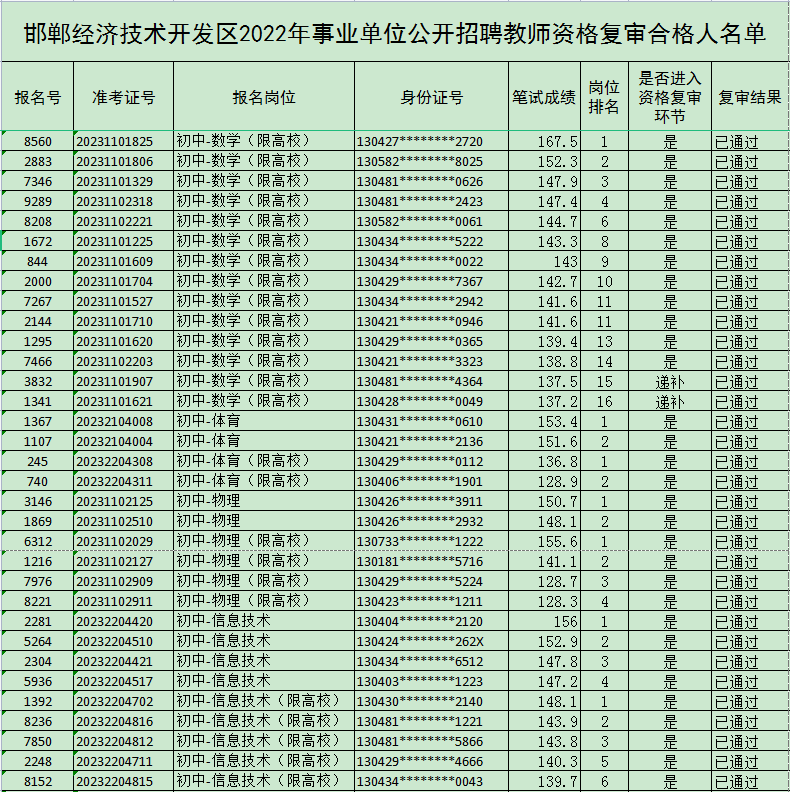 邯郸经济技术开发区2022年事业单位公开招聘教师资格复审合格人名单
报名号 准考证号 报名岗位 身份证号 笔试成绩 岗位排名 是否进入资格复审环节 复审结果
8560 20231101825 初中-数学（限高校） 130427********2720 167.5 1 是 已通过
2883 20231101806 初中-数学（限高校） 130582********8025 152.3 2 是 已通过
7346 20231101329 初中-数学（限高校） 130481********0626 147.9 3 是 已通过
9289 20231102318 初中-数学（限高校） 130481********2423 147.4 4 是 已通过
8208 20231102221 初中-数学（限高校） 130582********0061 144.7 6 是 已通过
1672 20231101225 初中-数学（限高校） 130434********5222 143.3 8 是 已通过
844 20231101609 初中-数学（限高校） 130434********0022 143 9 是 已通过
2000 20231101704 初中-数学（限高校） 130429********7367 142.7 10 是 已通过
7267 20231101527 初中-数学（限高校） 130434********2942 141.6 11 是 已通过
2144 20231101710 初中-数学（限高校） 130421********0946 141.6 11 是 已通过
1295 20231101620 初中-数学（限高校） 130429********0365 139.4 13 是 已通过
7466 20231102203 初中-数学（限高校） 130421********3323 138.8 14 是 已通过
3832 20231101907 初中-数学（限高校） 130481********4364 137.5 15 递补 已通过
1341 20231101621 初中-数学（限高校） 130428********0049 137.2 16 递补 已通过
1367 20232104008 初中-体育 130431********0610 153.4 1 是 已通过
1107 20232104004 初中-体育 130421********2136 151.6 2 是 已通过
245 20232204308 初中-体育（限高校） 130429********0112 136.8 1 是 已通过
740 20232204311 初中-体育（限高校） 130406********1901 128.9 2 是 已通过
3146 20231102125 初中-物理 130426********3911 150.7 1 是 已通过
1869 20231102510 初中-物理 130426********2932 148.1 2 是 已通过
6312 20231102029 初中-物理（限高校） 130733********1222 155.6 1 是 已通过
1216 20231102127 初中-物理（限高校） 130181********5716 141.1 2 是 已通过
7976 20231102909 初中-物理（限高校） 130429********5224 128.7 3 是 已通过
8221 20231102911 初中-物理（限高校） 130423********1211 128.3 4 是 已通过
2281 20232204420 初中-信息技术 130404********2120 156 1 是 已通过
5264 20232204510 初中-信息技术 130424********262X 152.9 2 是 已通过
2304 20232204421 初中-信息技术 130434********6512 147.8 3 是 已通过
5936 20232204517 初中-信息技术 130403********1223 147.2 4 是 已通过
1392 20232204702 初中-信息技术（限高校） 130430********2140 148.1 1 是 已通过
8236 20232204816 初中-信息技术（限高校） 130481********1221 143.9 2 是 已通过
7850 20232204812 初中-信息技术（限高校） 130481********5866 143.8 3 是 已通过
2248 20232204711 初中-信息技术（限高校） 130429********4666 140.3 5 是 已通过
8152 20232204815 初中-信息技术（限高校） 130434********0043 139.7 6 是 已通过